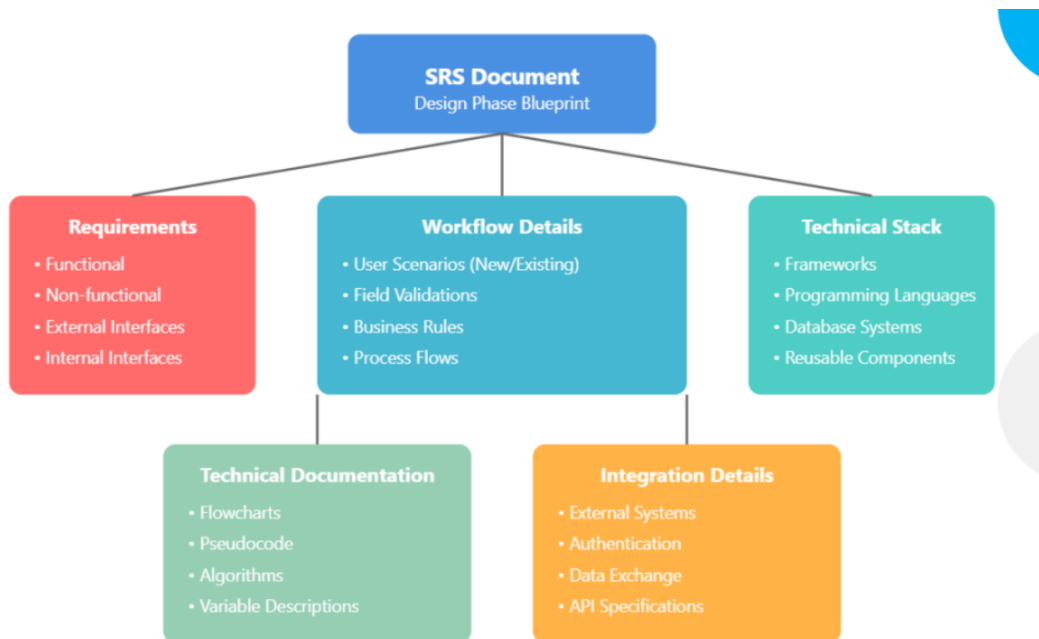 SRS Document
Design Phase Blueprint
Requirements
• Functional
• Non-functional
• External Interfaces
• Internal Interfaces
Workflow Details
• User Scenarios (New/Existing)
• Field Validations
• Business Rules
• Process Flows
Technical Stack
• Frameworks
• Programming Languages
• Database Systems
• Reusable Components
Technical Documentation
• Flowcharts
• Pseudocode
• Algorithms
• Variable Descriptions
Integration Details
• External Systems
• Authentication
• Data Exchange
• API Specifications